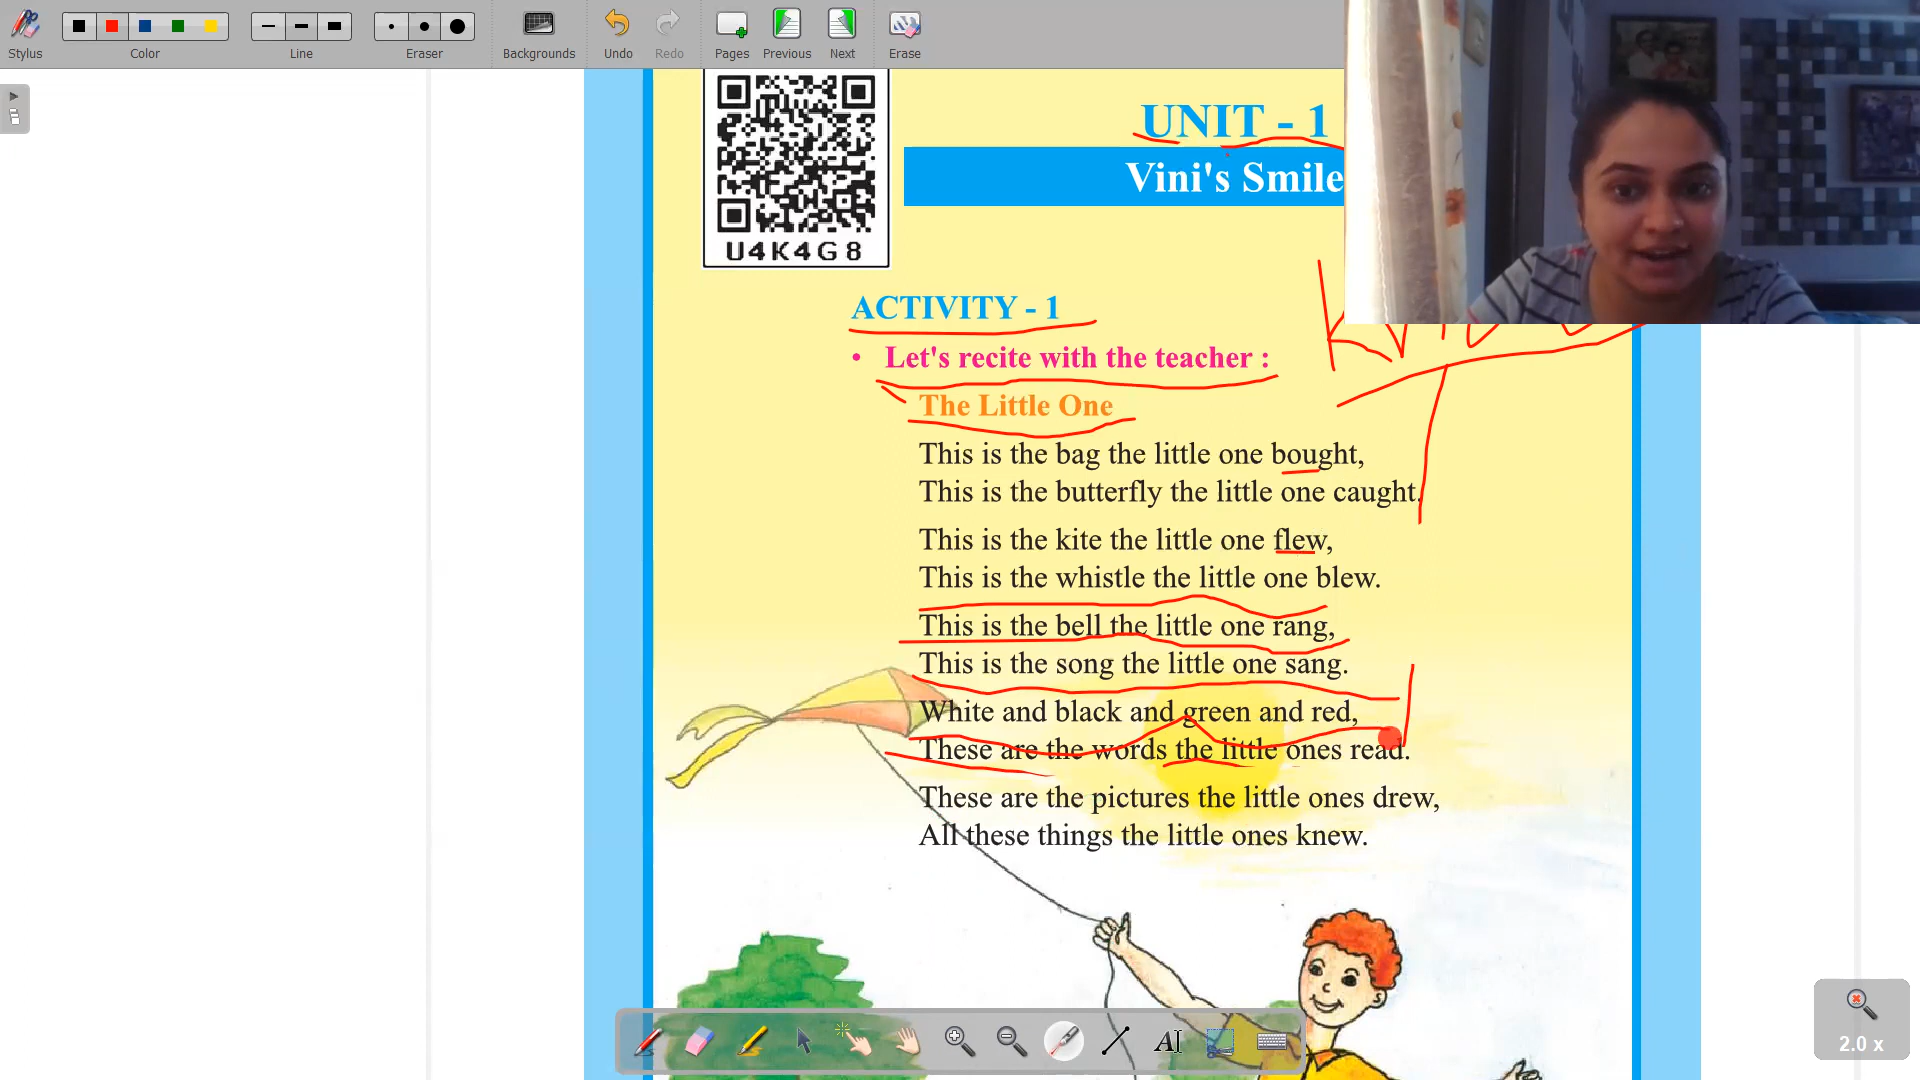 Stylus Color Line Eraser Backgrounds Undo Redo Pages Previous Next Erase
UNIT - 1
Vini's Smile
U4K4G8
ACTIVITY - 1
• Let's recite with the teacher :
The Little One
This is the bag the little one bought,
This is the butterfly the little one caught.
This is the kite the little one flew,
This is the whistle the little one blew.
This is the bell the little one rang,
This is the song the little one sang.
White and black and green and red,
These are the words the little ones read.
These are the pictures the little ones drew,
All these things the little ones knew.
2.0 x